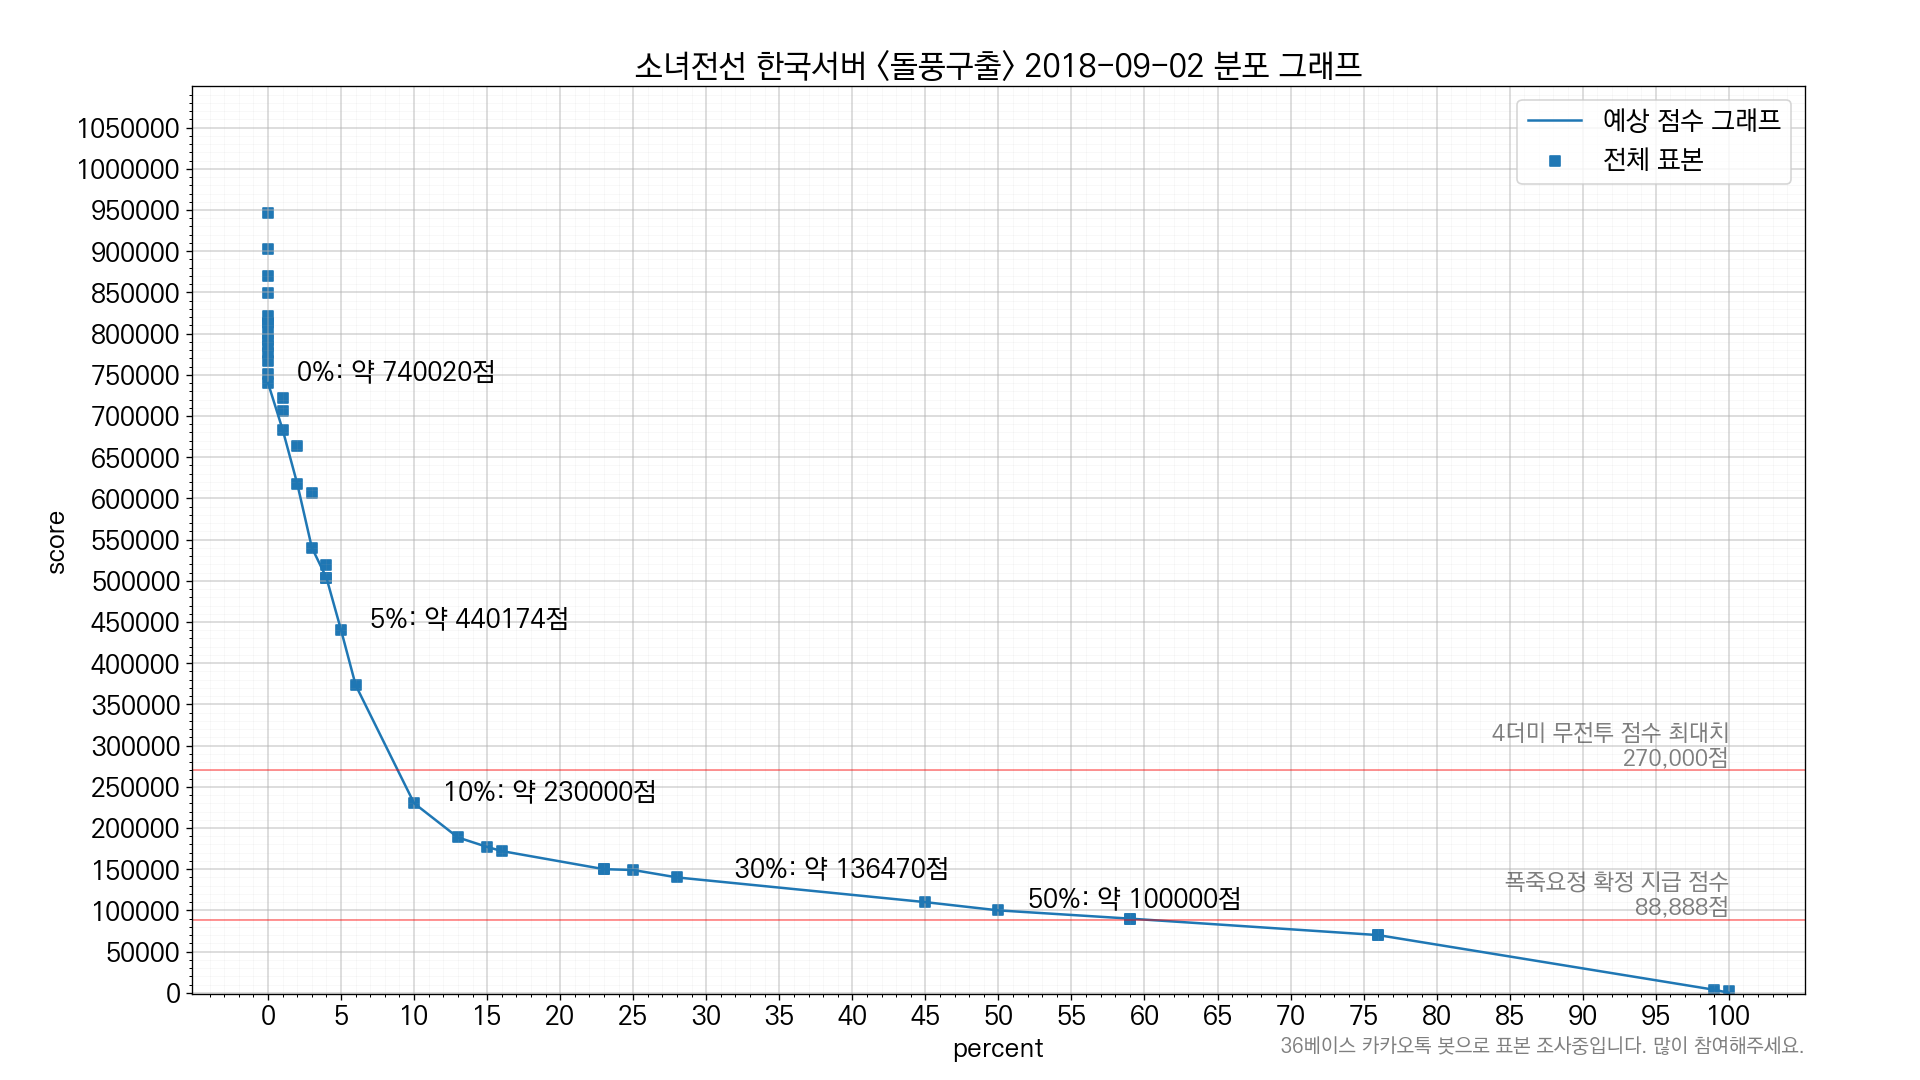 소녀전선 한국서버 〈돌풍구출〉 2018-09-02 분포 그래프
예상 점수 그래프
전체 표본
1050000
1000000
950000
900000
850000
800000
750000
700000
650000
600000
550000
500000
450000
400000
350000
300000
250000
200000
150000
100000
50000
0
score
0%: 약 740020점
5%: 약 440174점
10%: 약 230000점
30%: 약 136470점
50%: 약 100000점
4더미 무전투 점수 최대치
270,000점
폭죽요정 확정 지급 점수
88,888점
0 5 10 15 20 25 30 35 40 45 50 55 60 65 70 75 80 85 90 95 100
percent
36베이스 카카오톡 봇으로 표본 조사중입니다. 많이 참여해주세요.